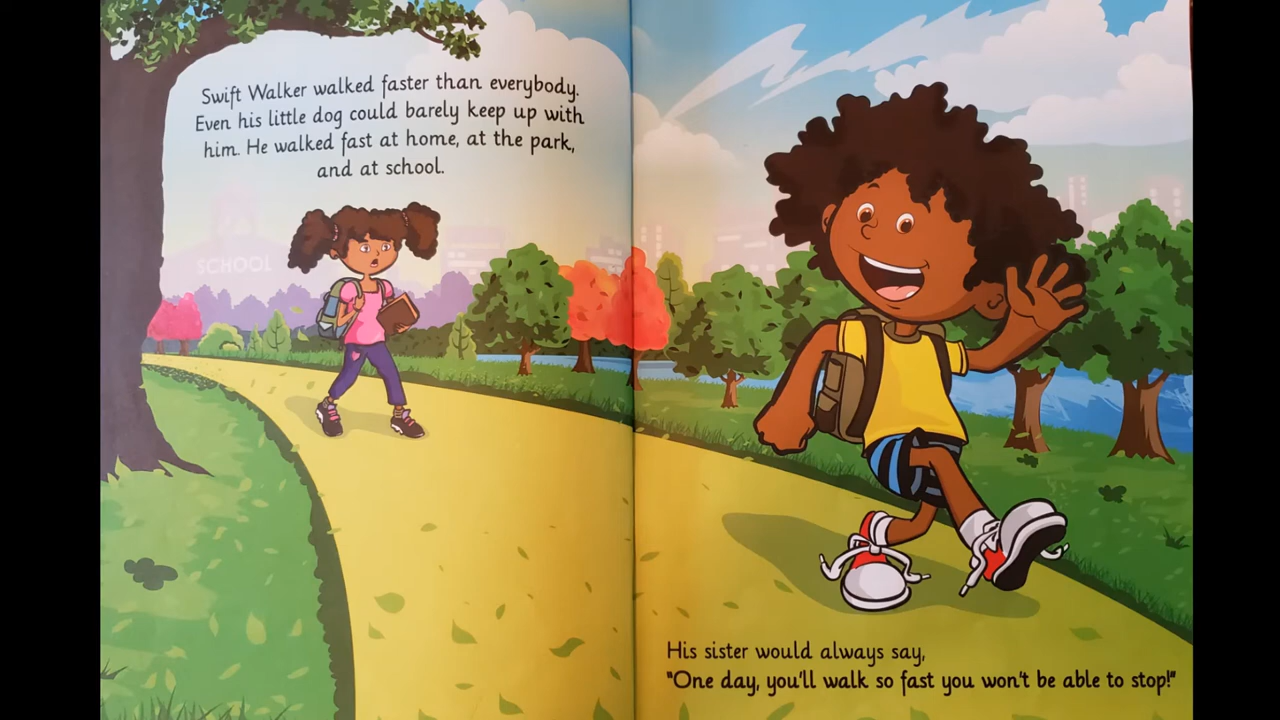 Swift Walker walked faster than everybody.
Even his little dog could barely keep up with
him. He walked fast at home, at the park,
and at school.
SCHOOL
His sister would always say,
"One day, you'll walk so fast you won't be able to stop!"